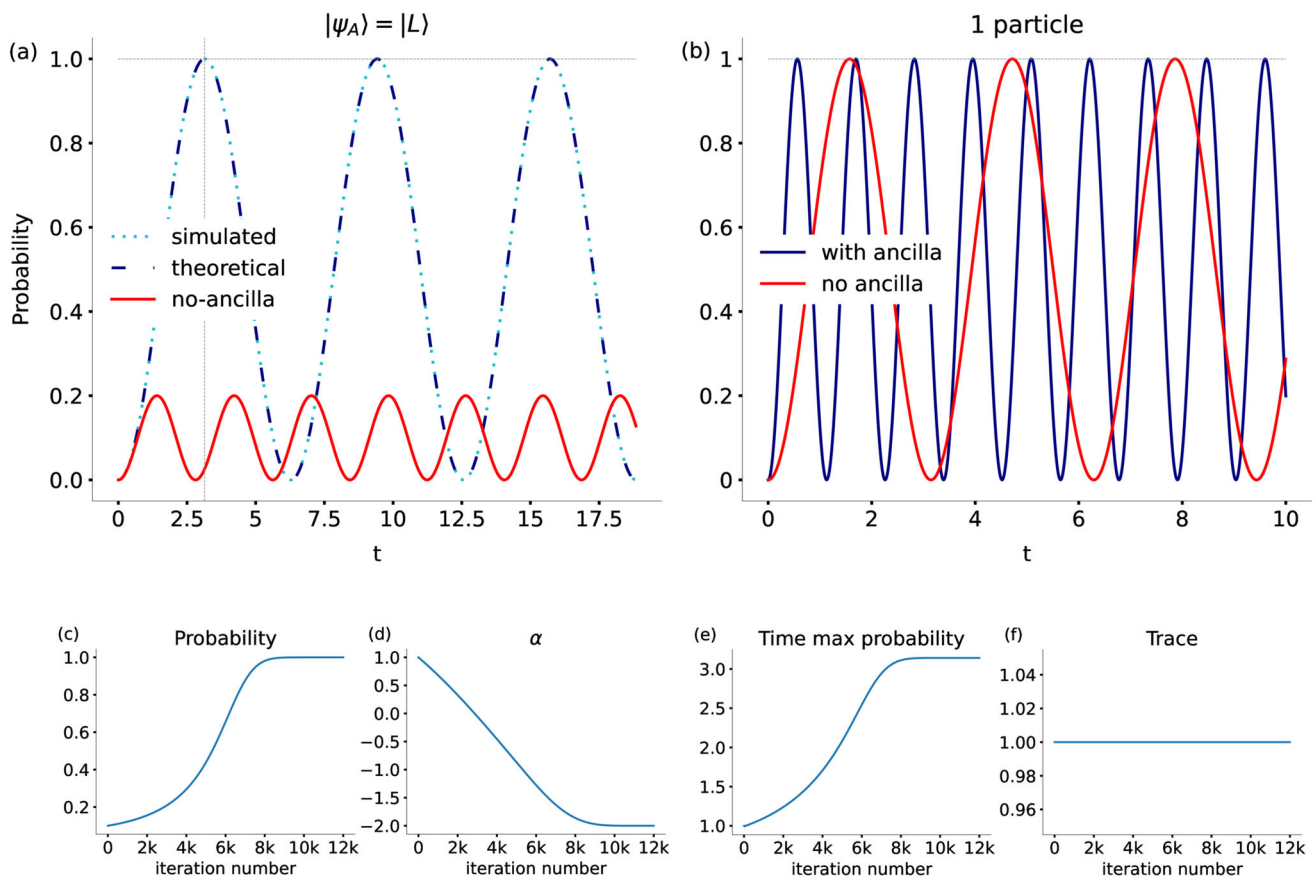 (a)
|ψ_A⟩ = |L⟩
Probability
1.0
0.8
0.6
0.4
0.2
0.0
simulated
theoretical
no-ancilla
0 2.5 5 7.5 10 12.5 15 17.5
t
(b)
1 particle
1
0.8
0.6
0.4
0.2
0
with ancilla
no ancilla
0 2 4 6 8 10
t
(c)
Probability
1.0
0.8
0.6
0.4
0.2
0 2k 4k 6k 8k 10k 12k
iteration number
(d)
α
1.0
0.5
0.0
−0.5
−1.0
−1.5
−2.0
0 2k 4k 6k 8k 10k 12k
iteration number
(e)
Time max probability
3.0
2.5
2.0
1.5
1.0
0 2k 4k 6k 8k 10k 12k
iteration number
(f)
Trace
1.04
1.02
1.00
0.98
0.96
0 2k 4k 6k 8k 10k 12k
iteration number